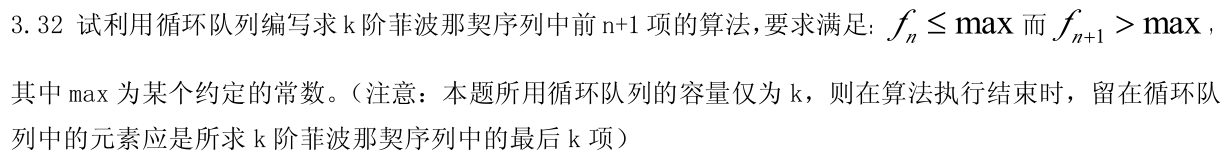 3.32 试利用循环队列编写求 k 阶菲波那契序列中前 n+1 项的算法,要求满足: fₙ ≤ max 而 fₙ₊₁ > max ,
其中 max 为某个约定的常数。(注意：本题所用循环队列的容量仅为 k，则在算法执行结束时，留在循环队
列中的元素应是所求 k 阶菲波那契序列中的最后 k 项)